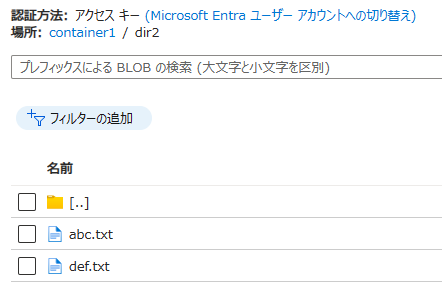 認証方法: アクセス キー (Microsoft Entra ユーザー アカウントへの切り替え)
場所: container1 / dir2
プレフィックスによる BLOB の検索 (大文字と小文字を区別)
フィルターの追加
名前
[..]
abc.txt
def.txt